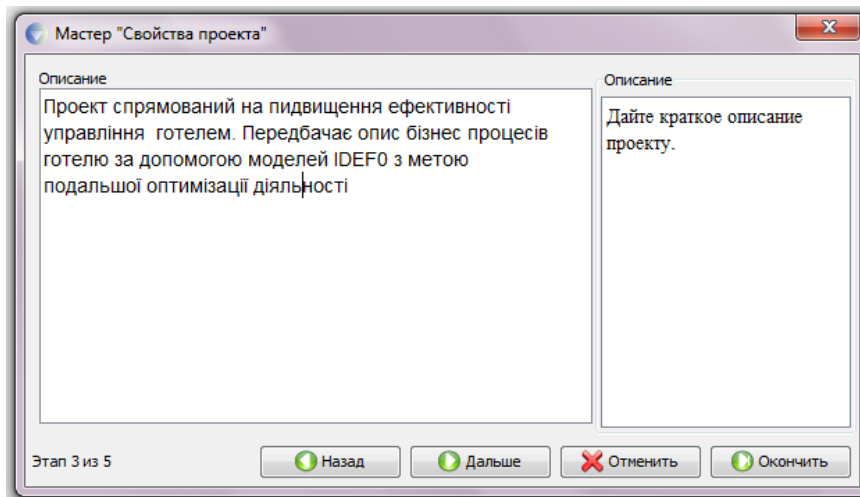 Мастер "Свойства проекта"
Описание
Проект спрямований на пидвищення ефективності
управління готелем. Передбачає опис бізнес процесів
готелю за допомогою моделей IDEF0 з метою
подальшої оптимізації діяльності
Описание
Дайте краткое описание
проекту.
Этап 3 из 5
Назад
Дальше
Отменить
Окончить